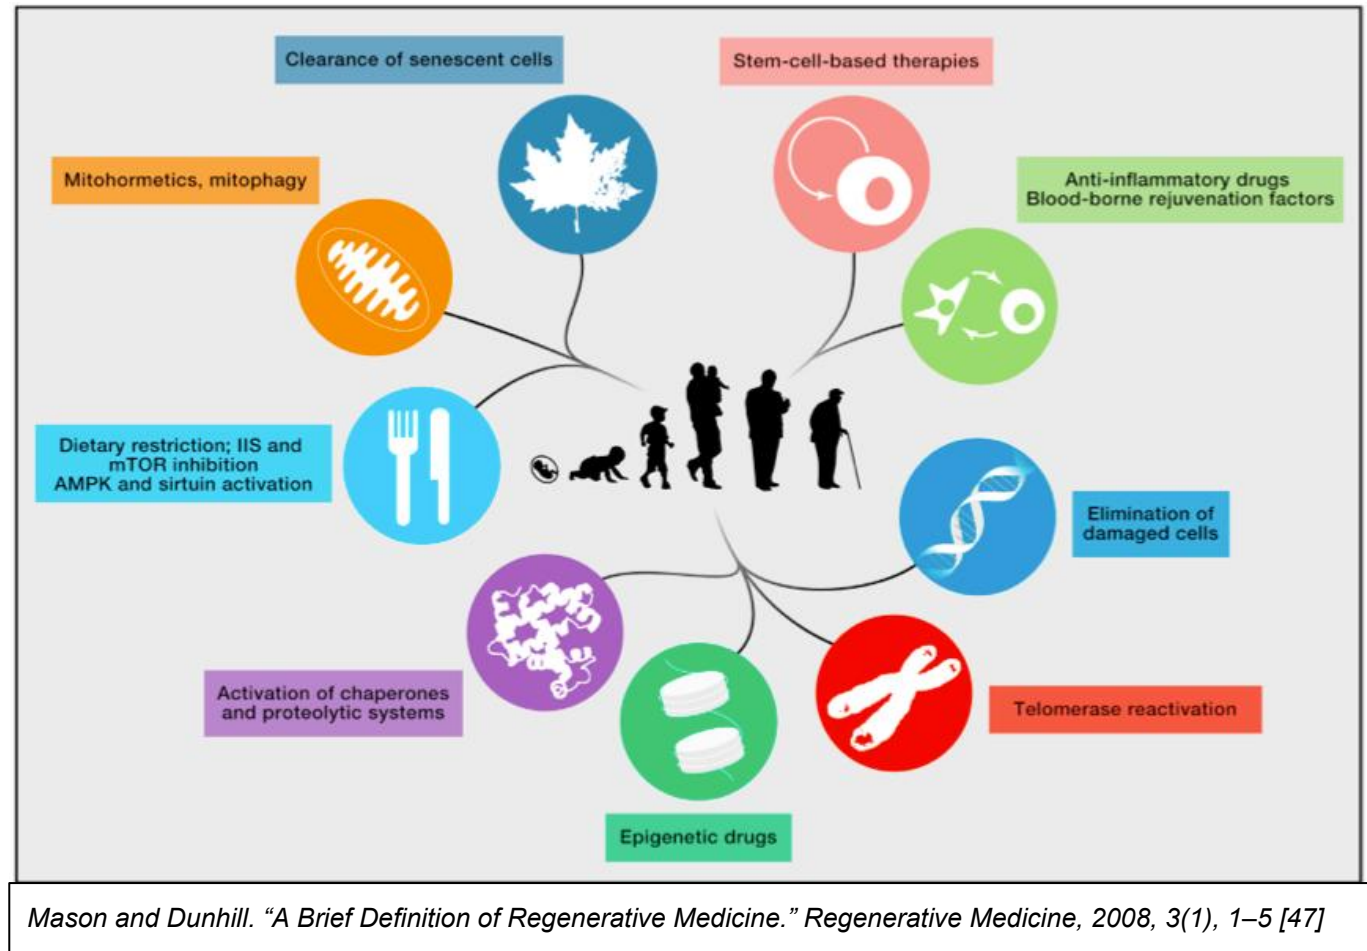 Clearance of senescent cells
Stem-cell-based therapies
Mitohormetics, mitophagy
Anti-inflammatory drugs
Blood-borne rejuvenation factors
Dietary restriction; IIS and
mTOR inhibition
AMPK and sirtuin activation
Elimination of
damaged cells
Activation of chaperones
and proteolytic systems
Telomerase reactivation
Epigenetic drugs
Mason and Dunhill. “A Brief Definition of Regenerative Medicine.” Regenerative Medicine, 2008, 3(1), 1–5 [47]